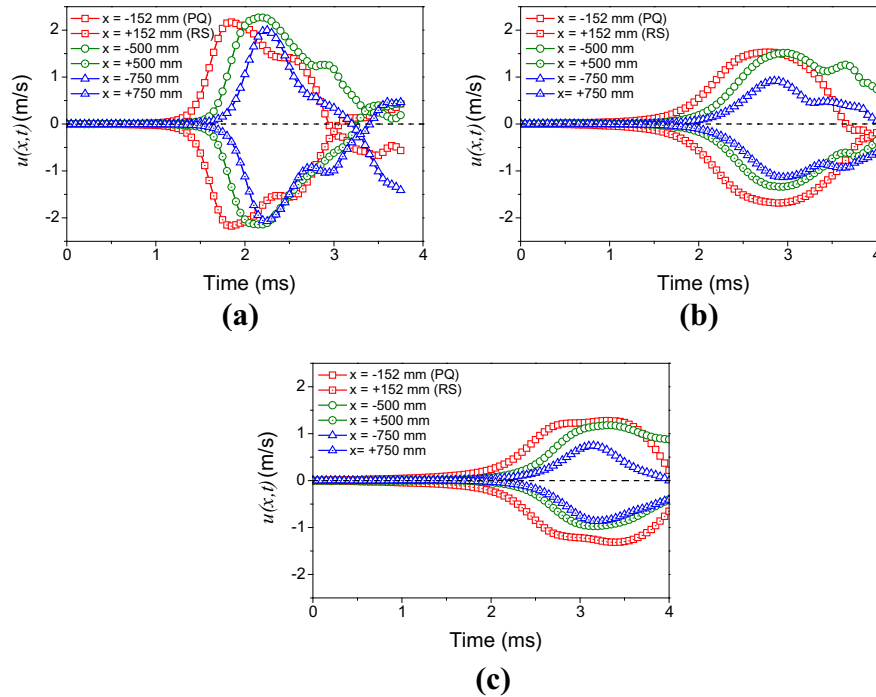 x = -152 mm (PQ)
x = +152 mm (RS)
x = -500 mm
x = +500 mm
x = -750 mm
x = +750 mm
2
1
0
-1
-2
u(x,t) (m/s)
0 1 2 3 4
Time (ms)
(a)
x = -152 mm (PQ)
x = +152 mm (RS)
x = -500 mm
x = +500 mm
x = -750 mm
x= +750 mm
2
1
0
-1
-2
u(x,t) (m/s)
0 1 2 3 4
Time (ms)
(b)
x = -152 mm (PQ)
x = +152 mm (RS)
x = -500 mm
x = +500 mm
x = -750 mm
x= +750 mm
2
1
0
-1
-2
u(x,t) (m/s)
0 1 2 3 4
Time (ms)
(c)